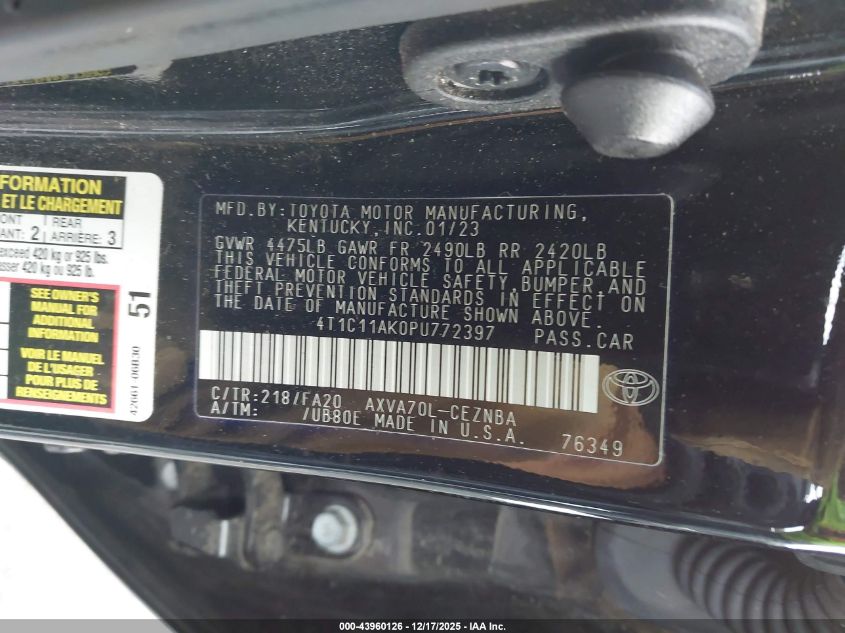 FORMATION
ET LE CHARGEMENT
REAR
2 ARRIÈRE: 3
exceed 420 kg or 925 lbs.
420 kg ou 925 lb.
SEE OWNER'S
MANUAL FOR
ADDITIONAL
INFORMATION
VOIR LE MANUEL
DE L'USAGER
POUR PLUS DE
RENSEIGNEMENTS
51
42661-06B30
MFD.BY:TOYOTA MOTOR MANUFACTURING,
KENTUCKY,INC.01/23
GVWR 4475LB GAWR FR 2490LB RR 2420LB
THIS VEHICLE CONFORMS TO ALL APPLICABLE
FEDERAL MOTOR VEHICLE SAFETY,BUMPER,AND
THEFT PREVENTION STANDARDS IN EFFECT ON
THE DATE OF MANUFACTURE SHOWN ABOVE.
4T1C11AK0PU772397 PASS.CAR
C/TR:218/FA20 AXVA70L-CEZNBA
A/TM: /UB80E MADE IN U.S.A.
76349
000-43960126 - 12/17/2025 - IAA Inc.